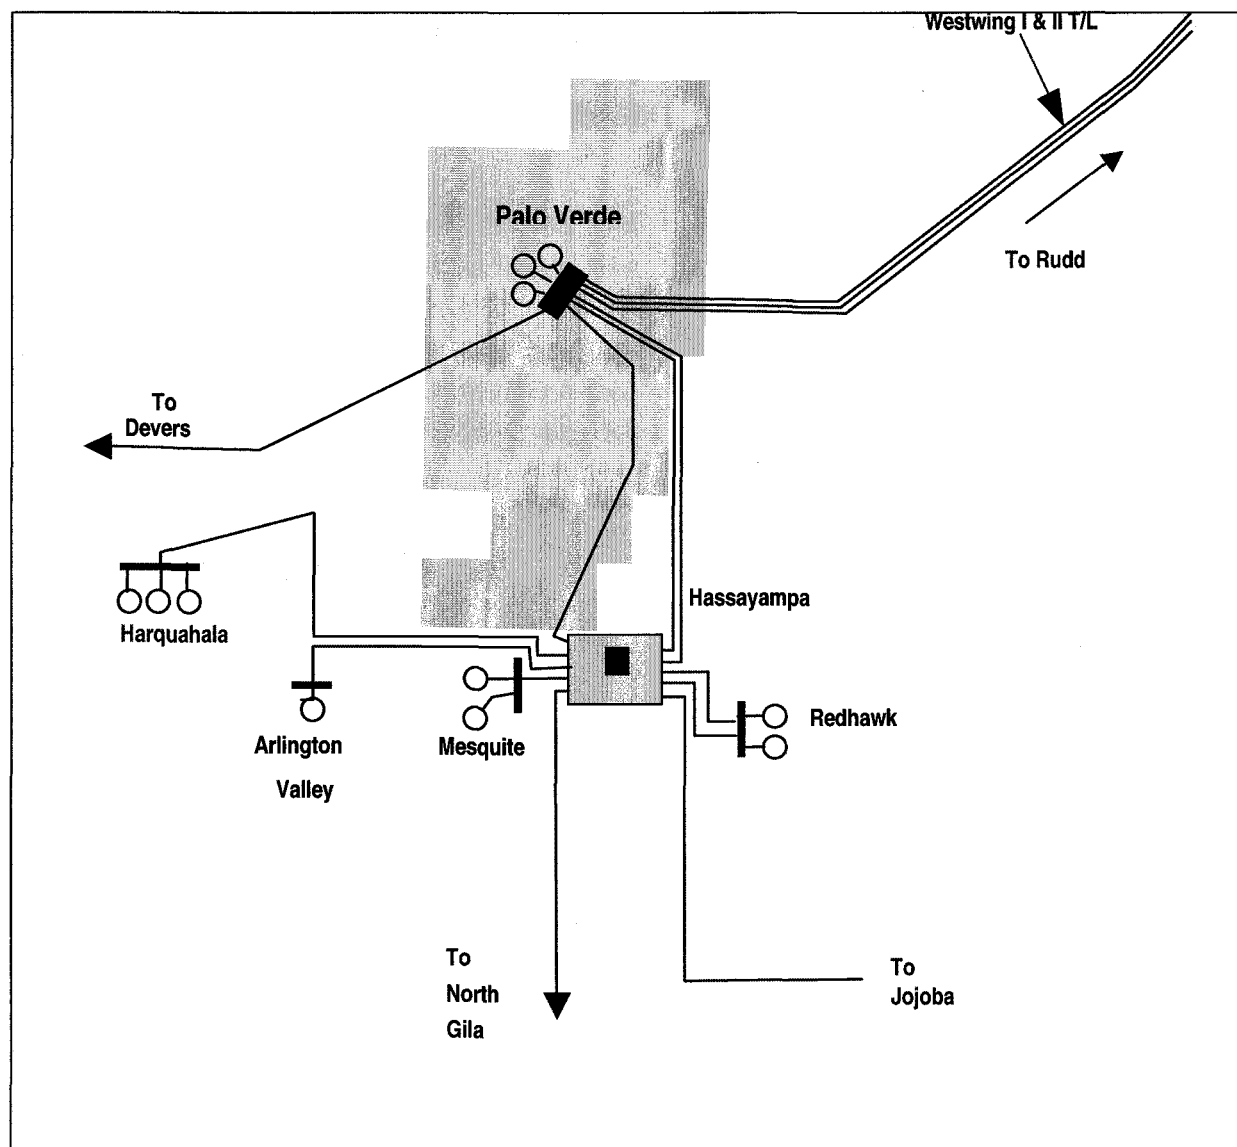 Westwing I & II T/L
Palo Verde
To Rudd
To
Devers
Hassayampa
Harquahala
Redhawk
Arlington
Valley
Mesquite
To
North
Gila
To
Jojoba